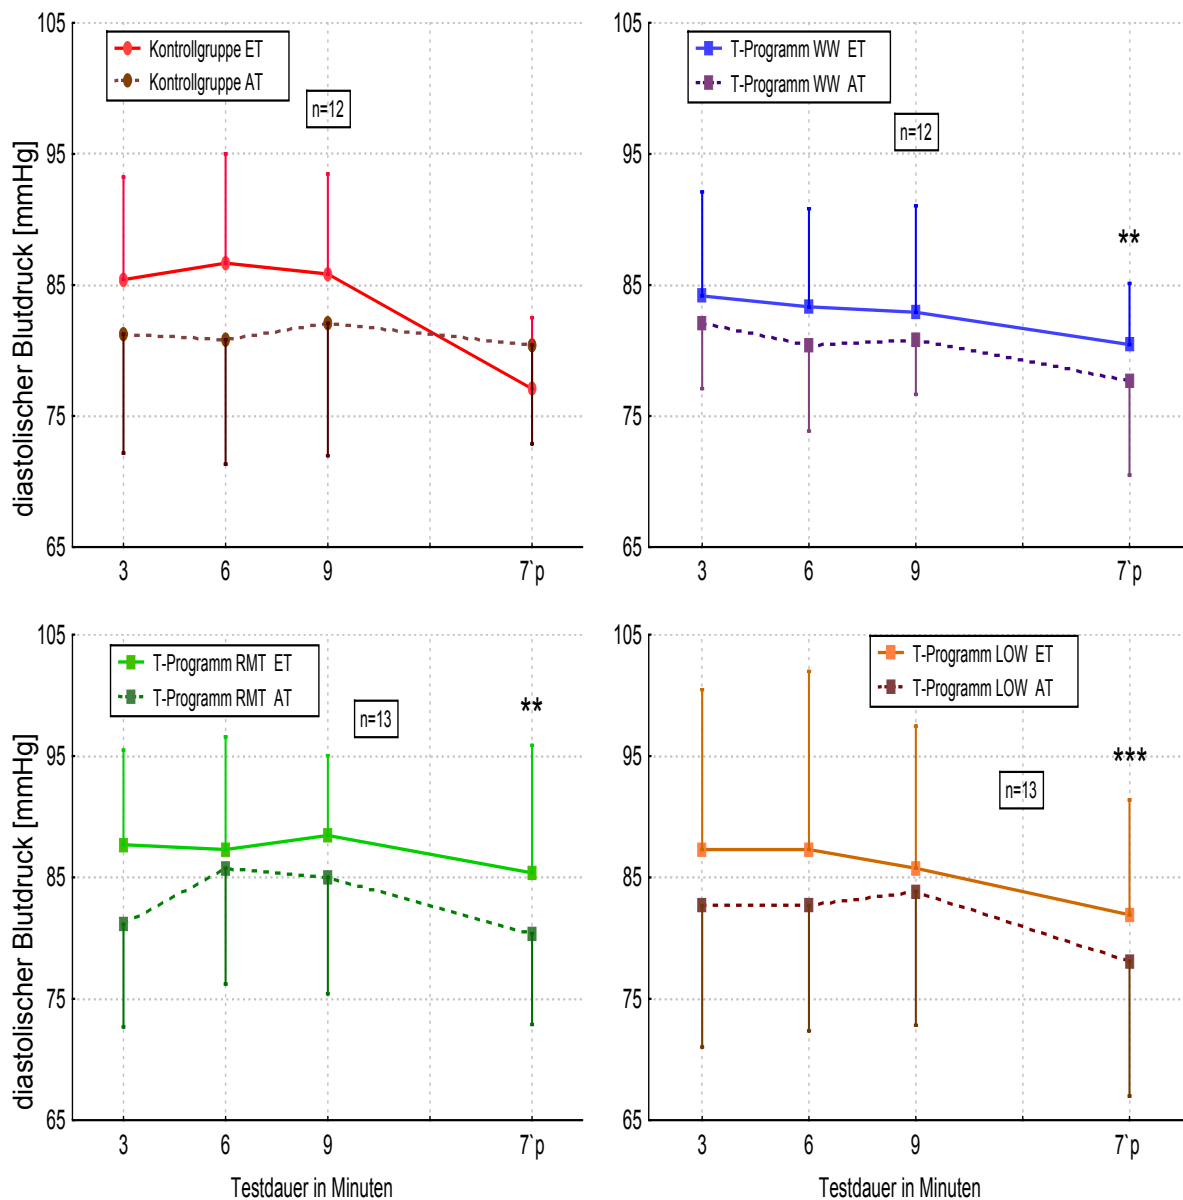 105
95
85
75
65
diastolischer Blutdruck [mmHg]
Kontrollgruppe ET
Kontrollgruppe AT
n=12
3 6 9 7`p
105
95
85
75
65
T-Programm WW ET
T-Programm WW AT
n=12
**
3 6 9 7`p
105
95
85
75
65
diastolischer Blutdruck [mmHg]
T-Programm RMT ET
T-Programm RMT AT
n=13
**
3 6 9 7`p
Testdauer in Minuten
105
95
85
75
65
T-Programm LOW ET
T-Programm LOW AT
n=13
***
3 6 9 7`p
Testdauer in Minuten